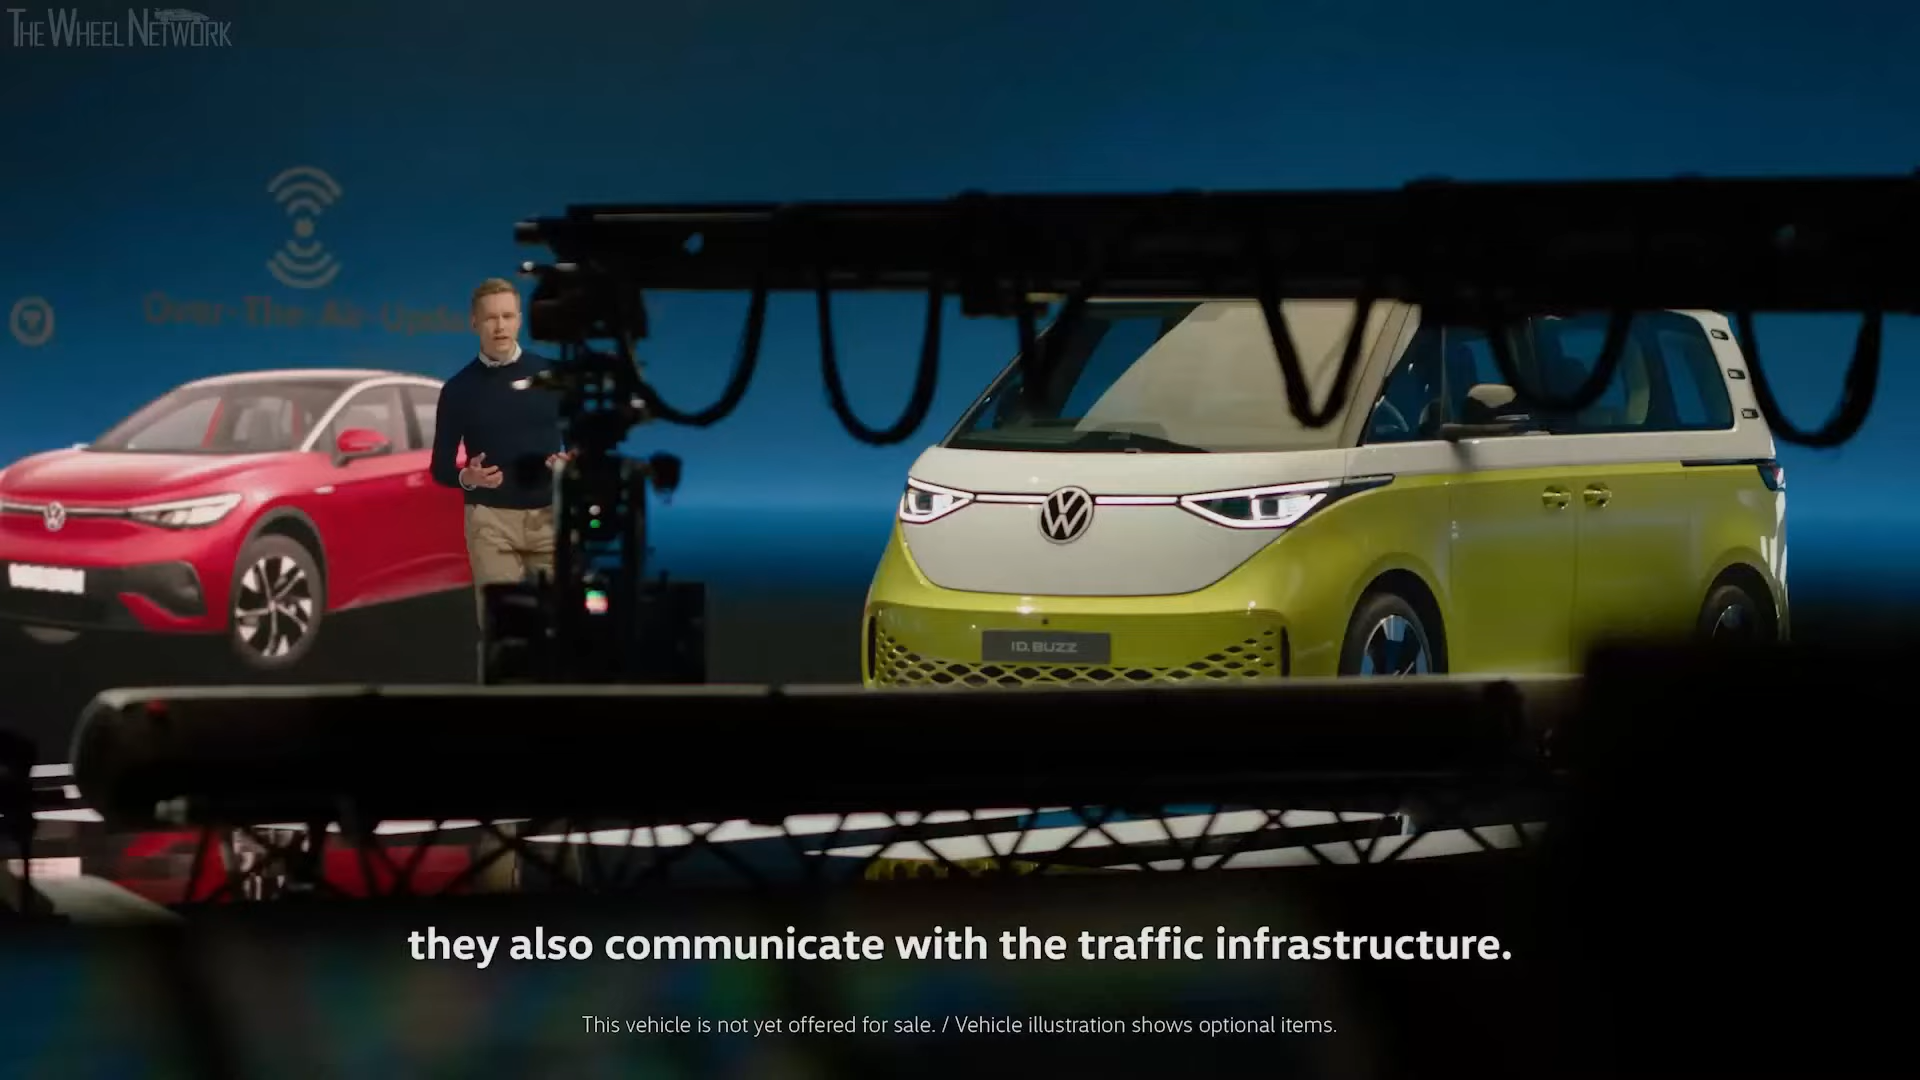 THE WHEEL NETWORK
Over-The-Air-Upda
ID. BUZZ
they also communicate with the traffic infrastructure.
This vehicle is not yet offered for sale. / Vehicle illustration shows optional items.